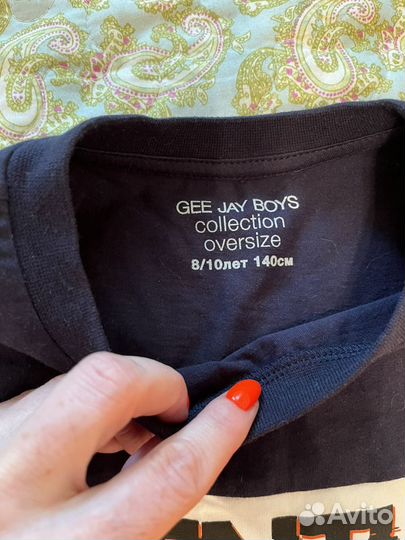 GEE JAY BOYS
collection
oversize
8/10лет 140см
Avito